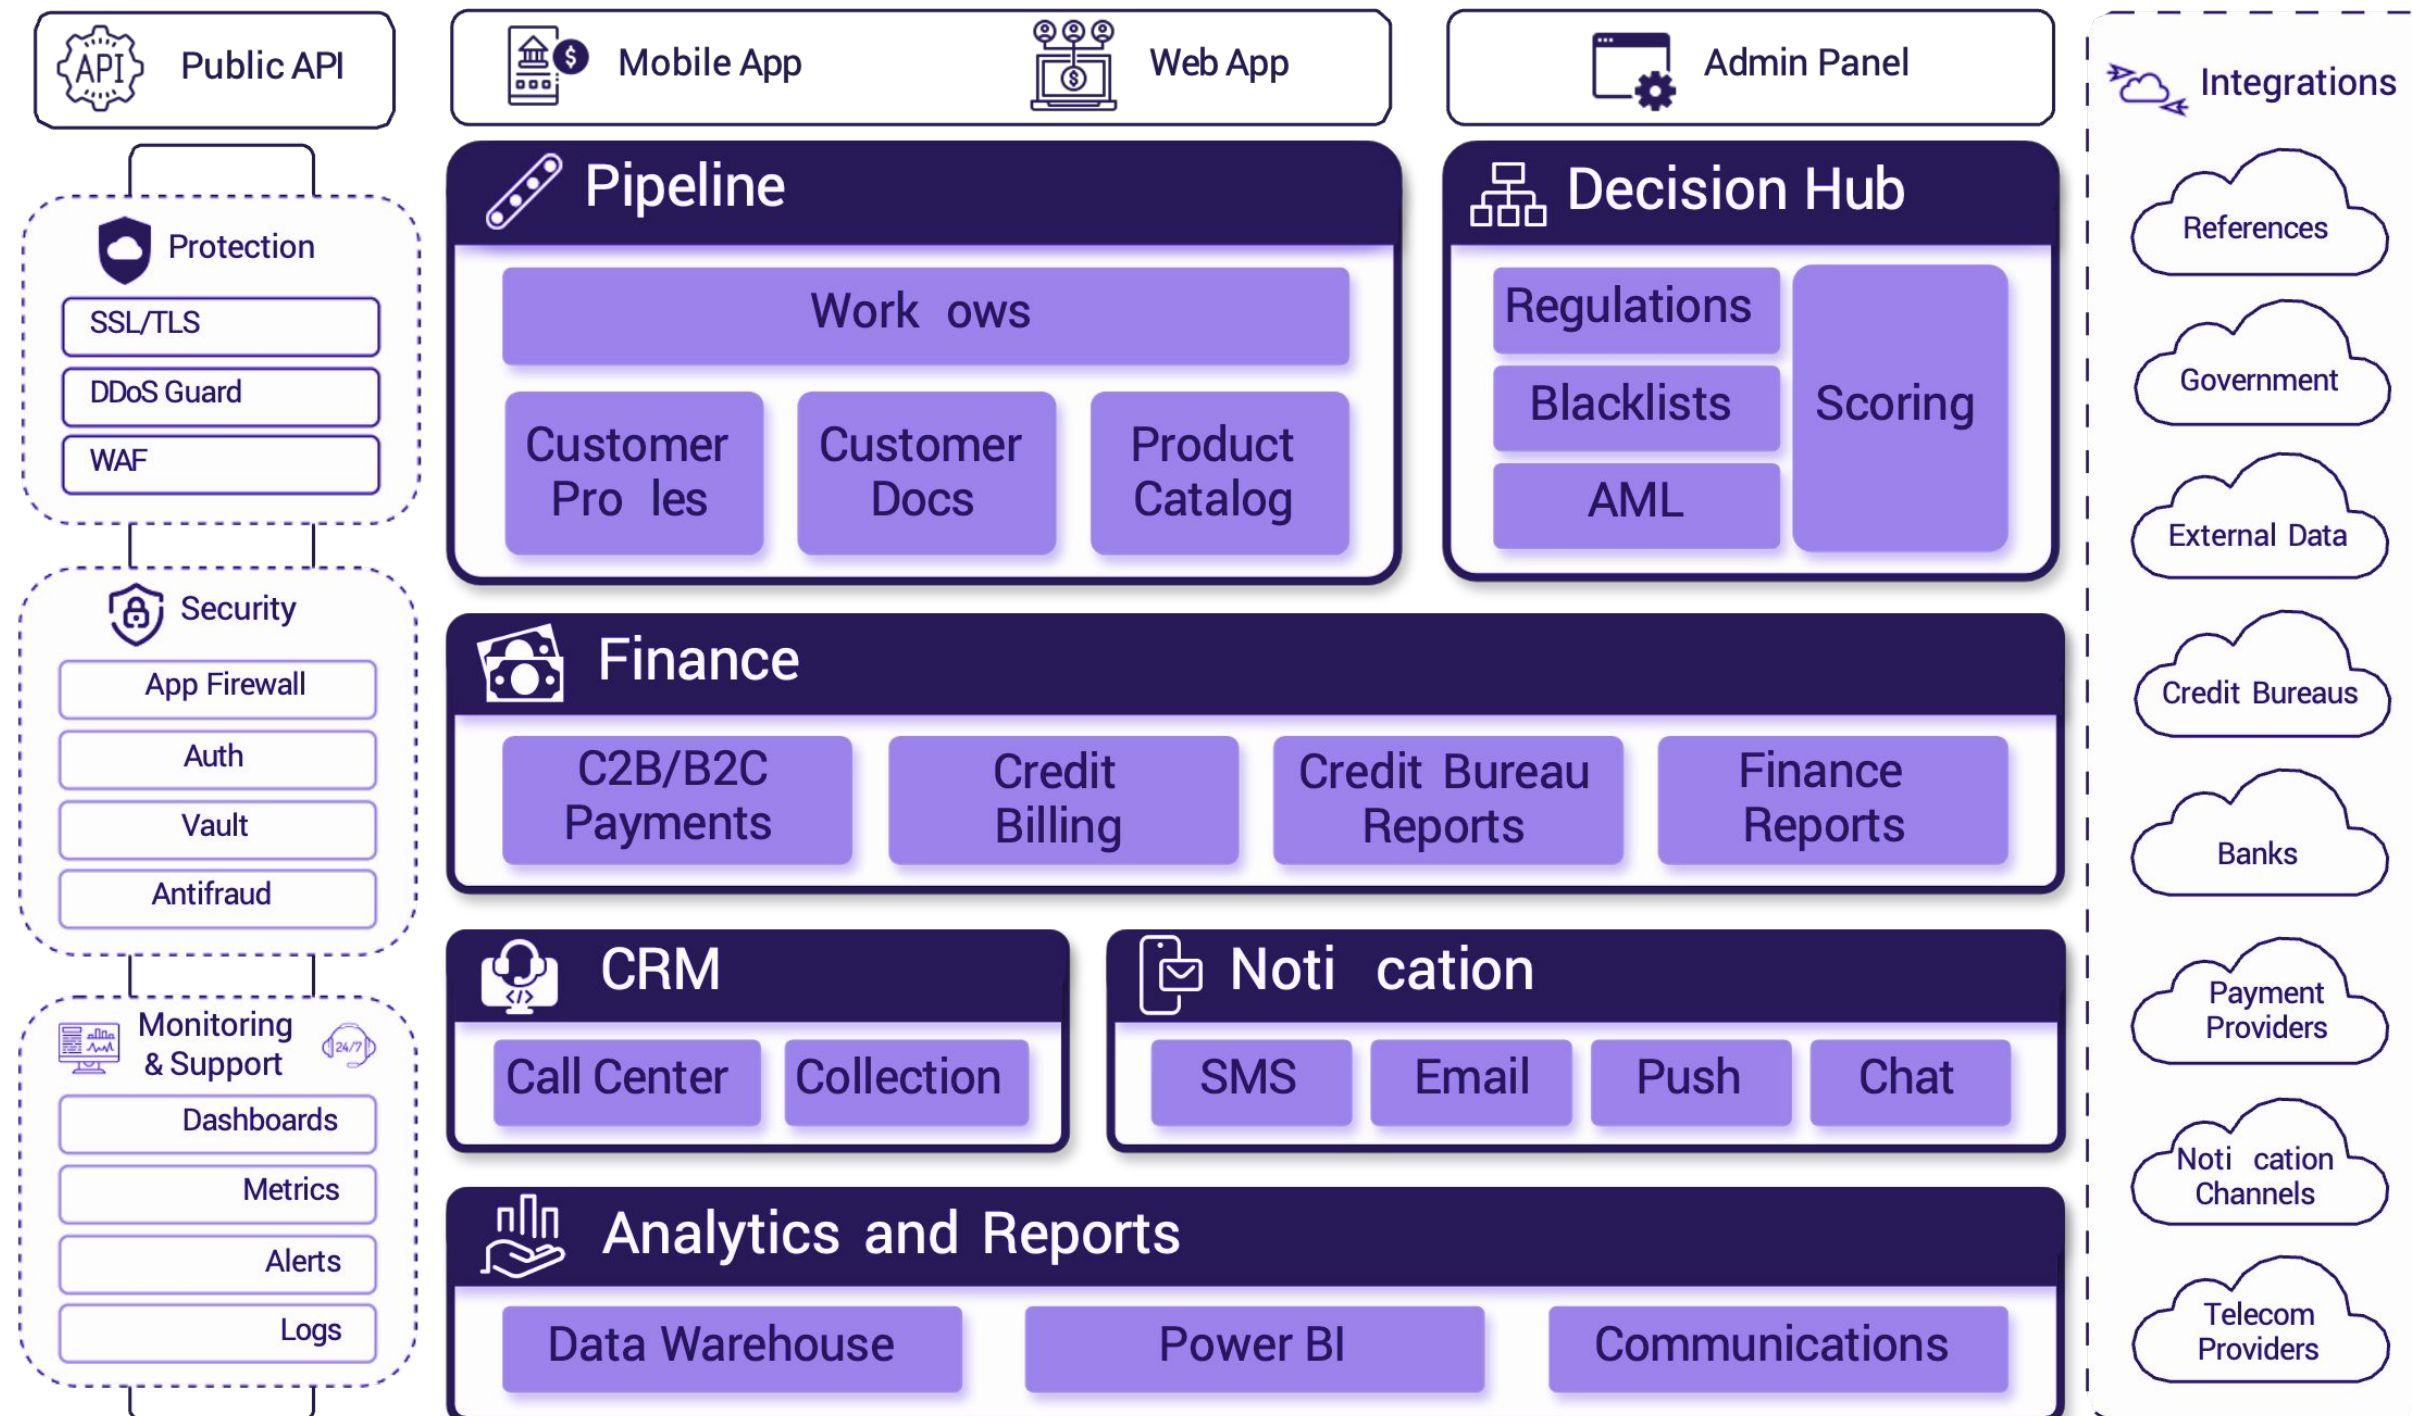 API
Public API
Mobile App
Web App
Admin Panel
Integrations
Protection
SSL/TLS
DDoS Guard
WAF
Security
App Firewall
Auth
Vault
Antifraud
Monitoring
& Support
24/7
Dashboards
Metrics
Alerts
Logs
Pipeline
Work ows
Customer
Pro les
Customer
Docs
Product
Catalog
Decision Hub
Regulations
Blacklists
AML
Scoring
Finance
C2B/B2C
Payments
Credit
Billing
Credit Bureau
Reports
Finance
Reports
CRM
Call Center
Collection
Noti cation
SMS
Email
Push
Chat
Analytics and Reports
Data Warehouse
Power BI
Communications
References
Government
External Data
Credit Bureaus
Banks
Payment
Providers
Noti cation
Channels
Telecom
Providers